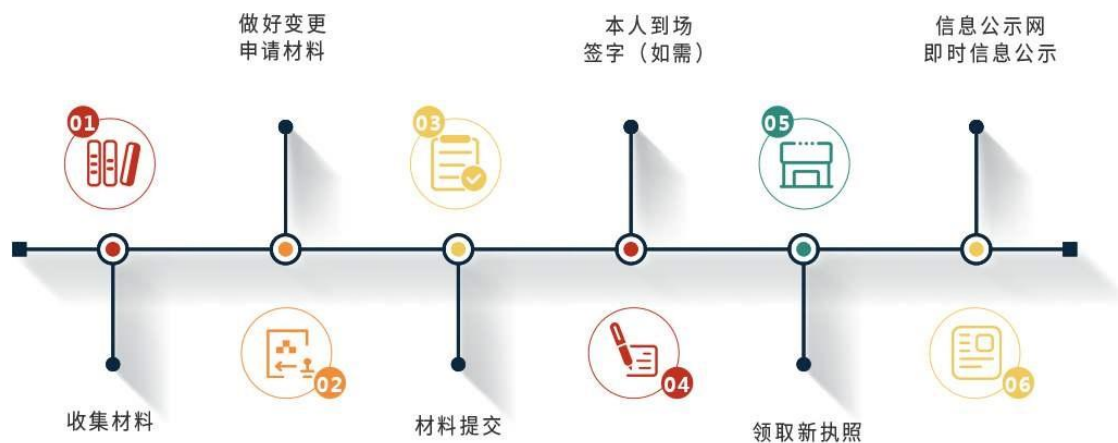 做好变更
申请材料
本人到场
签字（如需）
信息公示网
即时信息公示
01
03
05
02
04
06
收集材料
材料提交
领取新执照